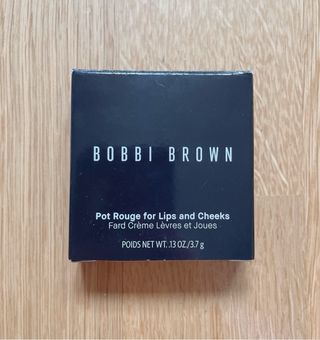 BOBBI BROWN
Pot Rouge for Lips and Cheeks
Fard Crème Lèvres et Joues
POIDS NET WT. .13 OZ./3.7 g